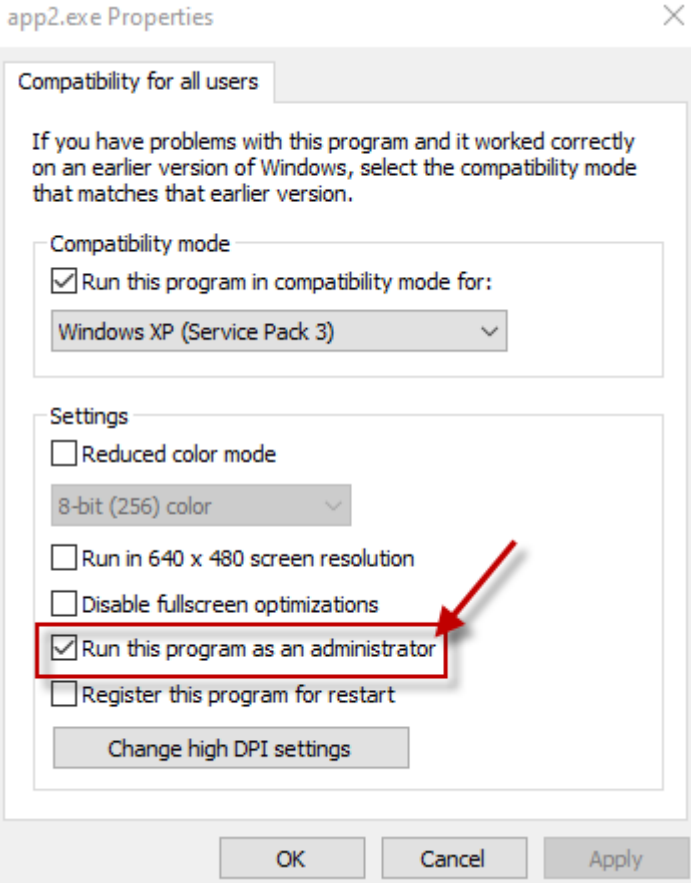 app2.exe Properties
Compatibility for all users
If you have problems with this program and it worked correctly
on an earlier version of Windows, select the compatibility mode
that matches that earlier version.
Compatibility mode
Run this program in compatibility mode for:
Windows XP (Service Pack 3)
Settings
Reduced color mode
8-bit (256) color
Run in 640 x 480 screen resolution
Disable fullscreen optimizations
Run this program as an administrator
Register this program for restart
Change high DPI settings
OK Cancel Apply